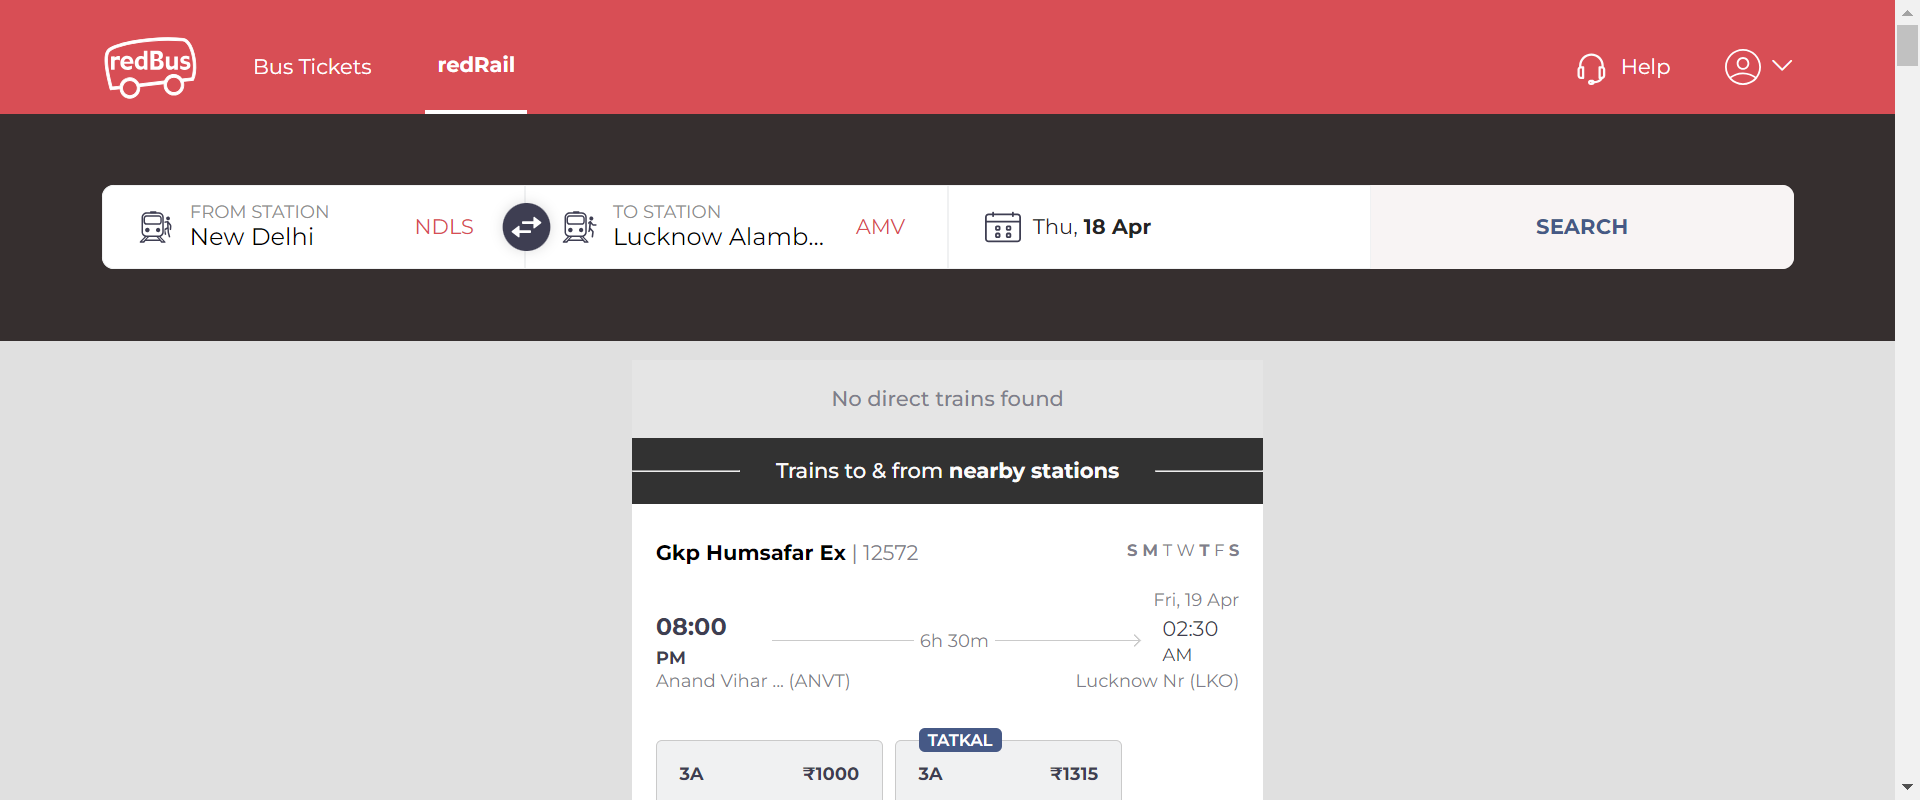 redBus
Bus Tickets
redRail
Help
FROM STATION
New Delhi
NDLS
TO STATION
Lucknow Alamb...
AMV
Thu, 18 Apr
SEARCH
No direct trains found
Trains to & from nearby stations
Gkp Humsafar Ex | 12572
S M T W T F S
Fri, 19 Apr
08:00
PM
6h 30m
02:30
AM
Anand Vihar ... (ANVT)
Lucknow Nr (LKO)
TATKAL
3A ₹1000
3A ₹1315